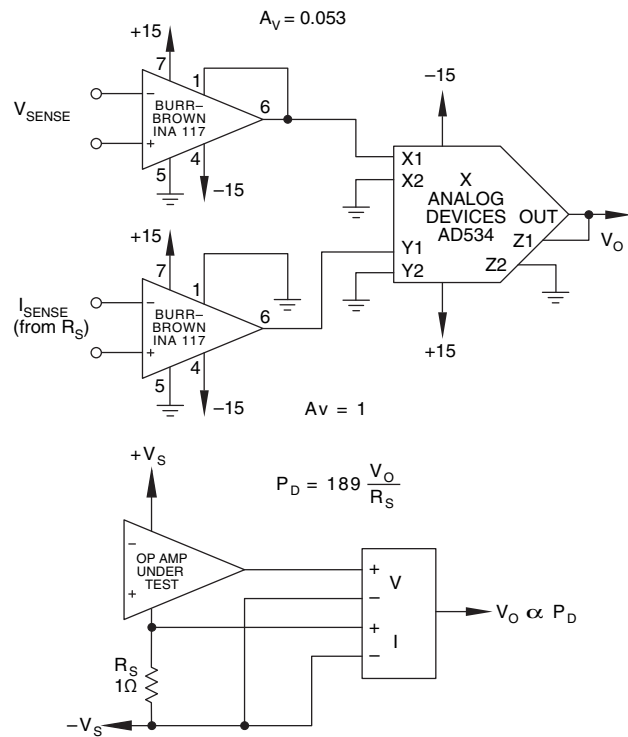 A_V = 0.053
+15
–15
7
1
6
V_SENSE
–
+
BURR–
BROWN
INA 117
5
4
–15
X1
X2
X
ANALOG
DEVICES
AD534
OUT
V_O
Y1
Y2
Z1
Z2
+15
+15
7
1
6
I_SENSE
(from R_S)
–
+
BURR–
BROWN
INA 117
5
4
–15
Av = 1
+V_S
P_D = 189 V_O / R_S
–
+
OP AMP
UNDER
TEST
+
–
V
+
–
I
V_O ∝ P_D
R_S
1Ω
–V_S